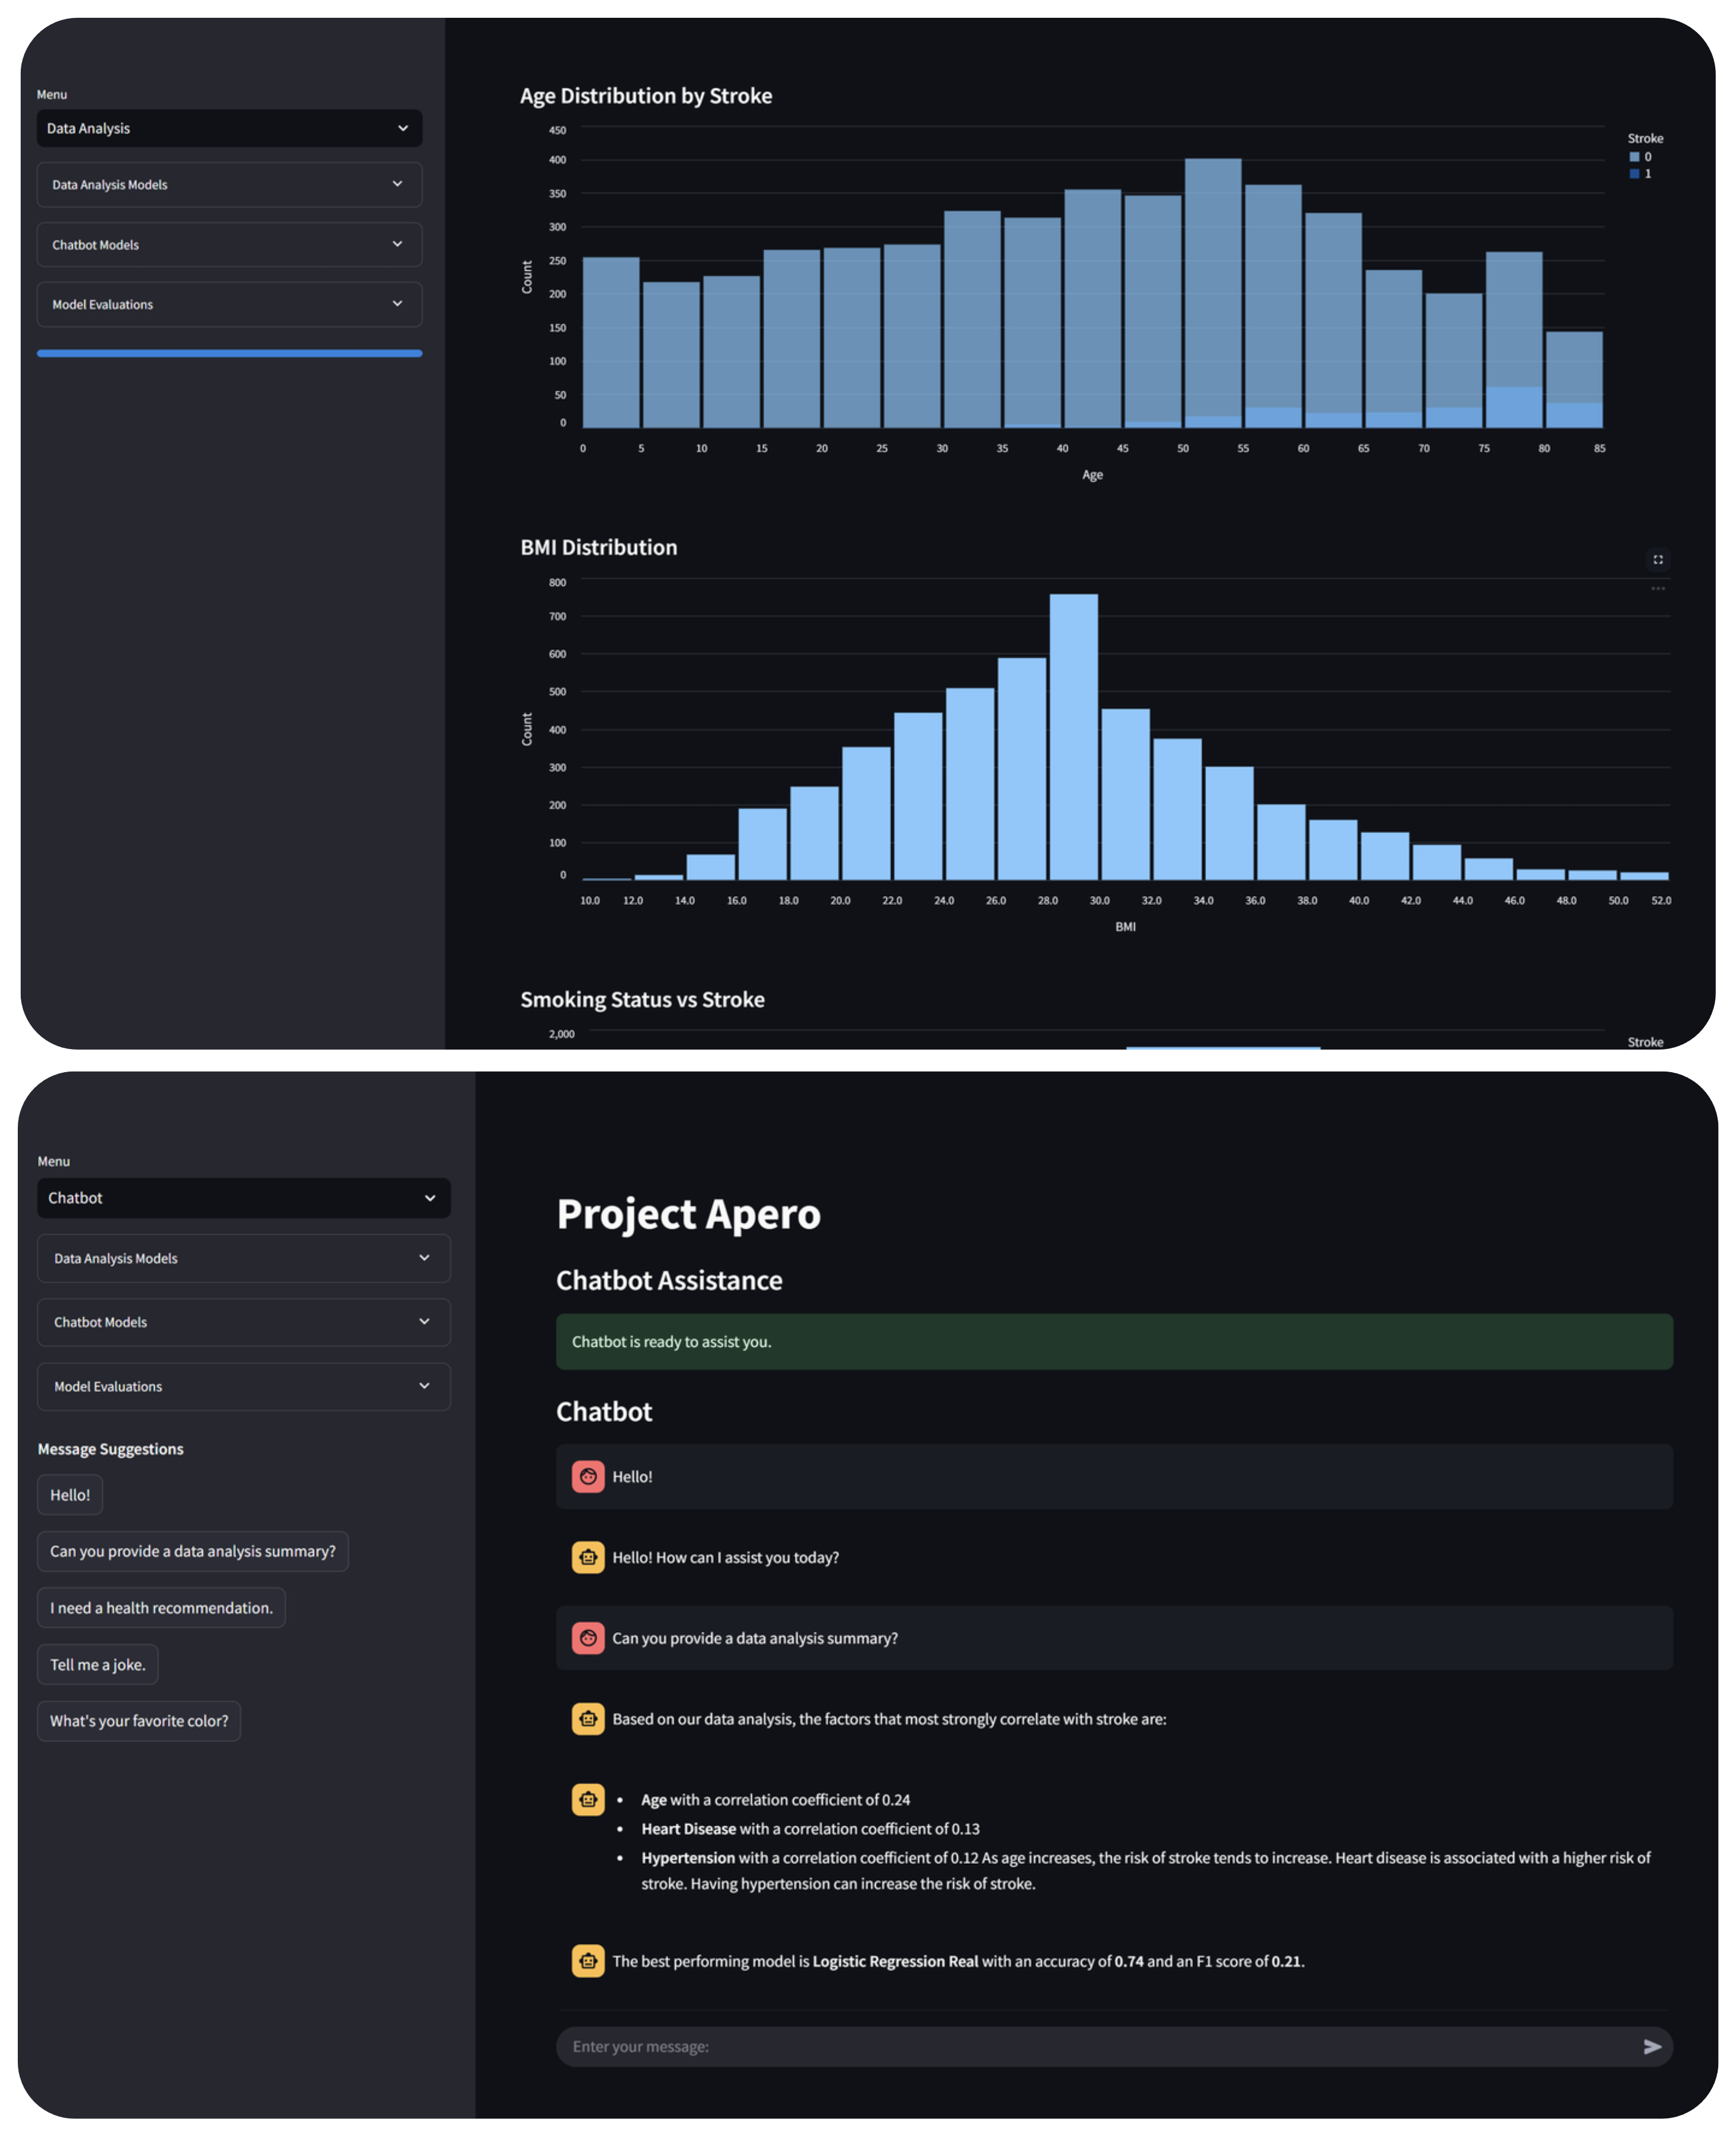 Menu
Data Analysis
Data Analysis Models
Chatbot Models
Model Evaluations
Age Distribution by Stroke
450
400
350
300
250
200
150
100
50
0
Count
0 5 10 15 20 25 30 35 40 45 50 55 60 65 70 75 80 85
Age
Stroke
0
1
BMI Distribution
800
700
600
500
400
300
200
100
0
Count
10.0 12.0 14.0 16.0 18.0 20.0 22.0 24.0 26.0 28.0 30.0 32.0 34.0 36.0 38.0 40.0 42.0 44.0 46.0 48.0 50.0 52.0
BMI
Smoking Status vs Stroke
2,000
Stroke
Menu
Chatbot
Data Analysis Models
Chatbot Models
Model Evaluations
Message Suggestions
Hello!
Can you provide a data analysis summary?
I need a health recommendation.
Tell me a joke.
What's your favorite color?
Project Apero
Chatbot Assistance
Chatbot is ready to assist you.
Chatbot
Hello!
Hello! How can I assist you today?
Can you provide a data analysis summary?
Based on our data analysis, the factors that most strongly correlate with stroke are:
• Age with a correlation coefficient of 0.24
• Heart Disease with a correlation coefficient of 0.13
• Hypertension with a correlation coefficient of 0.12 As age increases, the risk of stroke tends to increase. Heart disease is associated with a higher risk of
stroke. Having hypertension can increase the risk of stroke.
The best performing model is Logistic Regression Real with an accuracy of 0.74 and an F1 score of 0.21.
Enter your message: